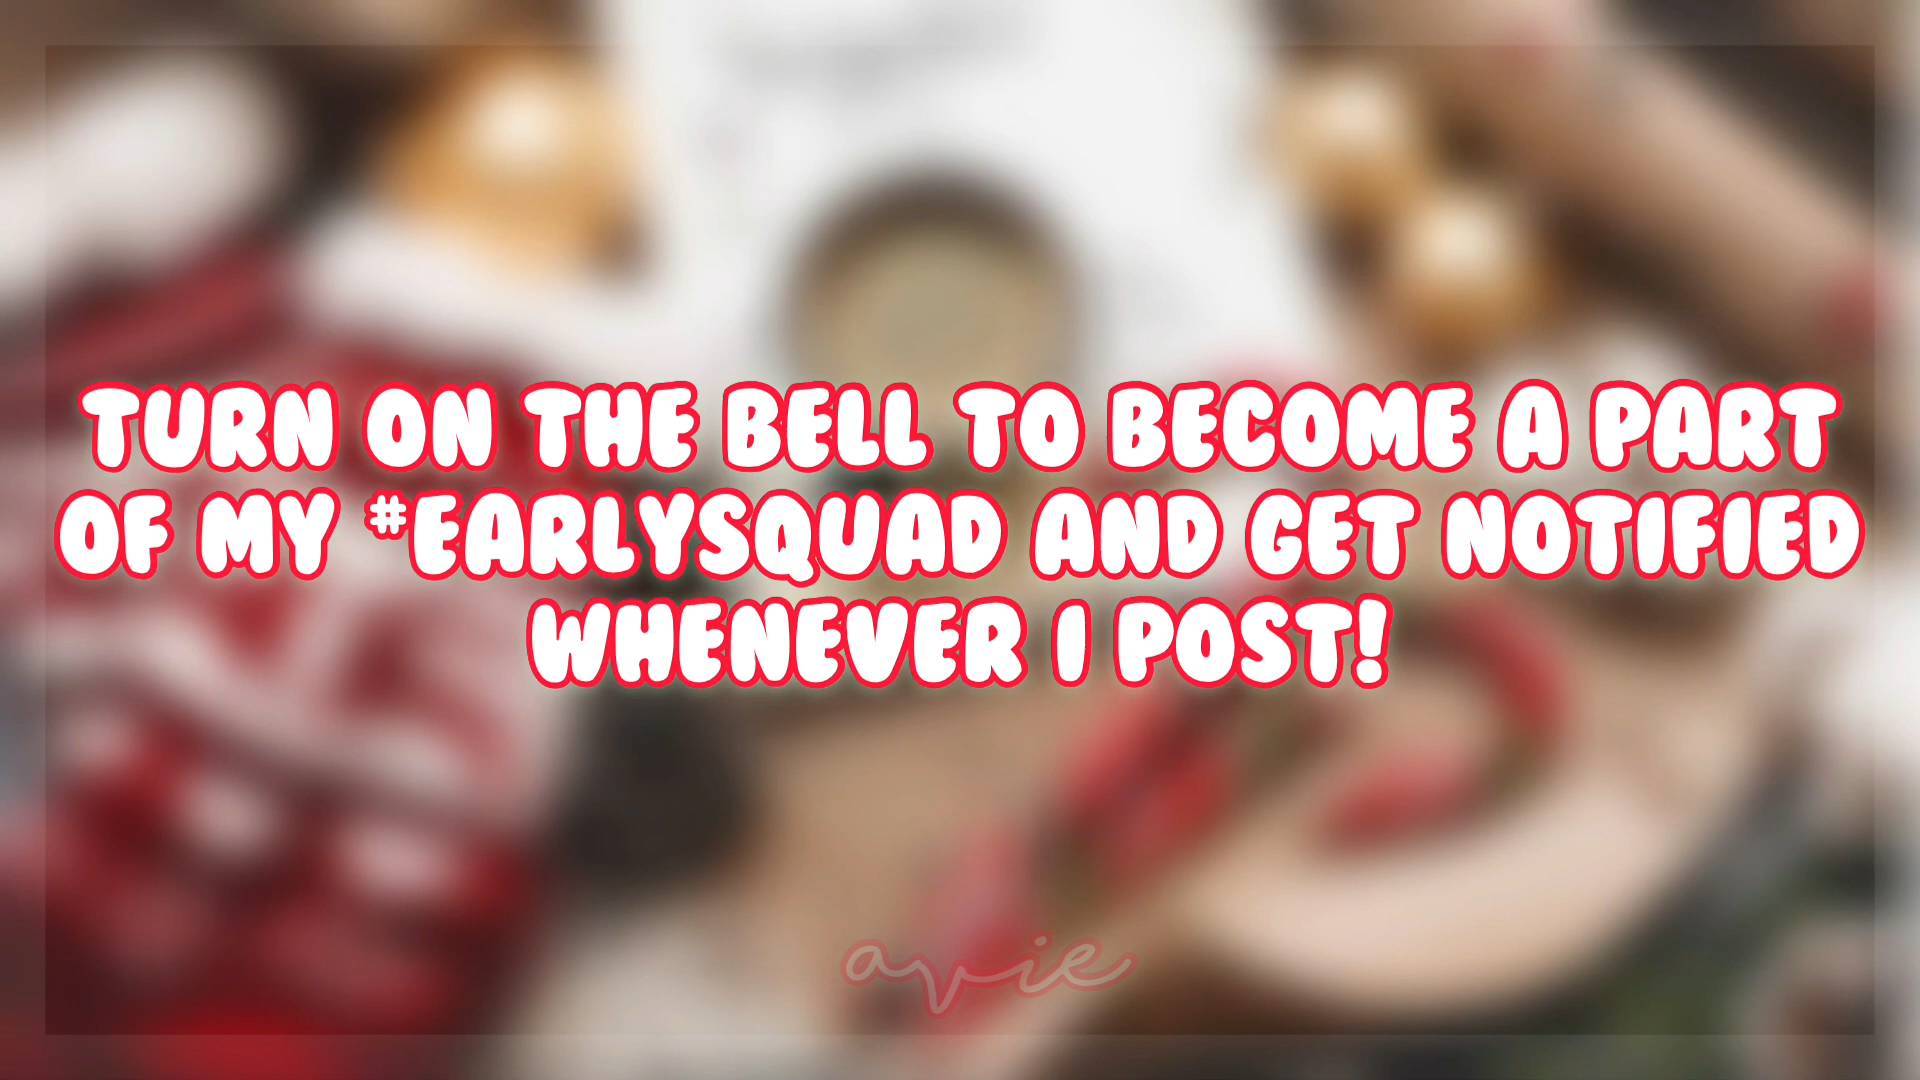 TURN ON THE BELL TO BECOME A PART
OF MY #EARLYSQUAD AND GET NOTIFIED
WHENEVER I POST!
avie